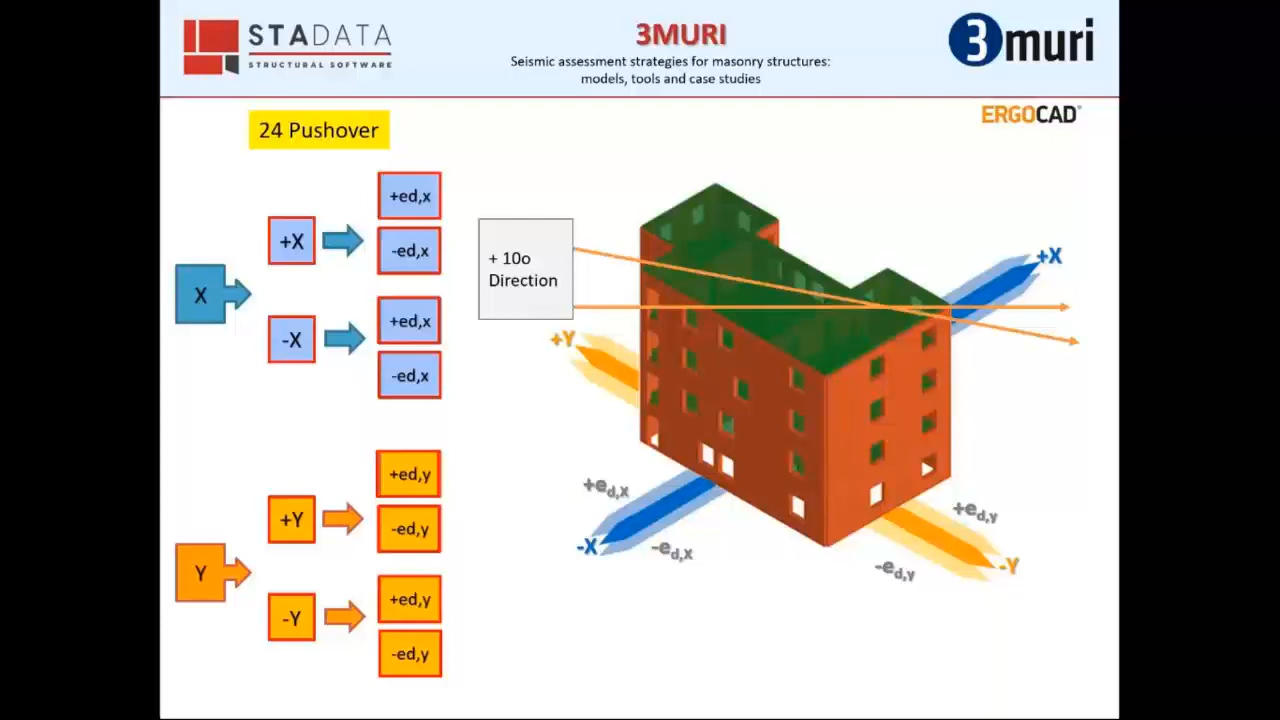 STADATA
STRUCTURAL SOFTWARE
3MURI
Seismic assessment strategies for masonry structures:
models, tools and case studies
3muri
ERGOCAD®
24 Pushover
X
+X
+ed,x
-ed,x
-X
+ed,x
-ed,x
Y
+Y
+ed,y
-ed,y
-Y
+ed,y
-ed,y
+ 10o
Direction
+X
+Y
+ed,x
-X
-ed,x
+ed,y
-Y
-ed,y